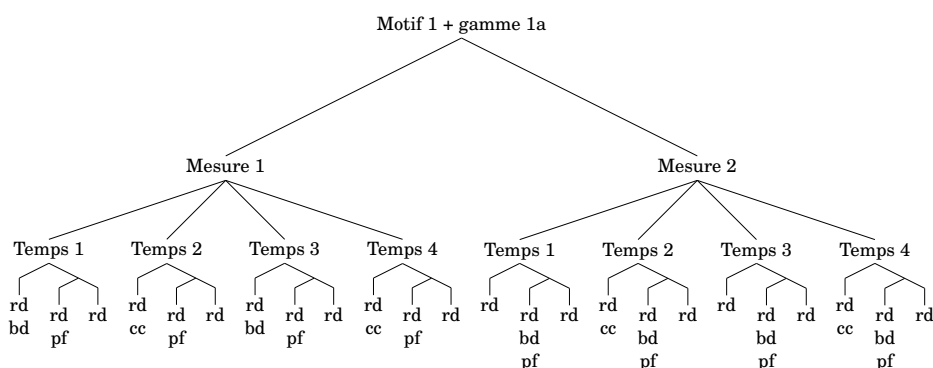 Motif 1 + gamme 1a
Mesure 1 Mesure 2
Temps 1 Temps 2 Temps 3 Temps 4 Temps 1 Temps 2 Temps 3 Temps 4
rd rd rd rd rd rd rd rd rd rd rd rd rd rd rd rd rd rd rd rd rd rd rd rd
bd pf cc pf bd pf cc pf bd cc bd bd cc bd
pf pf pf pf